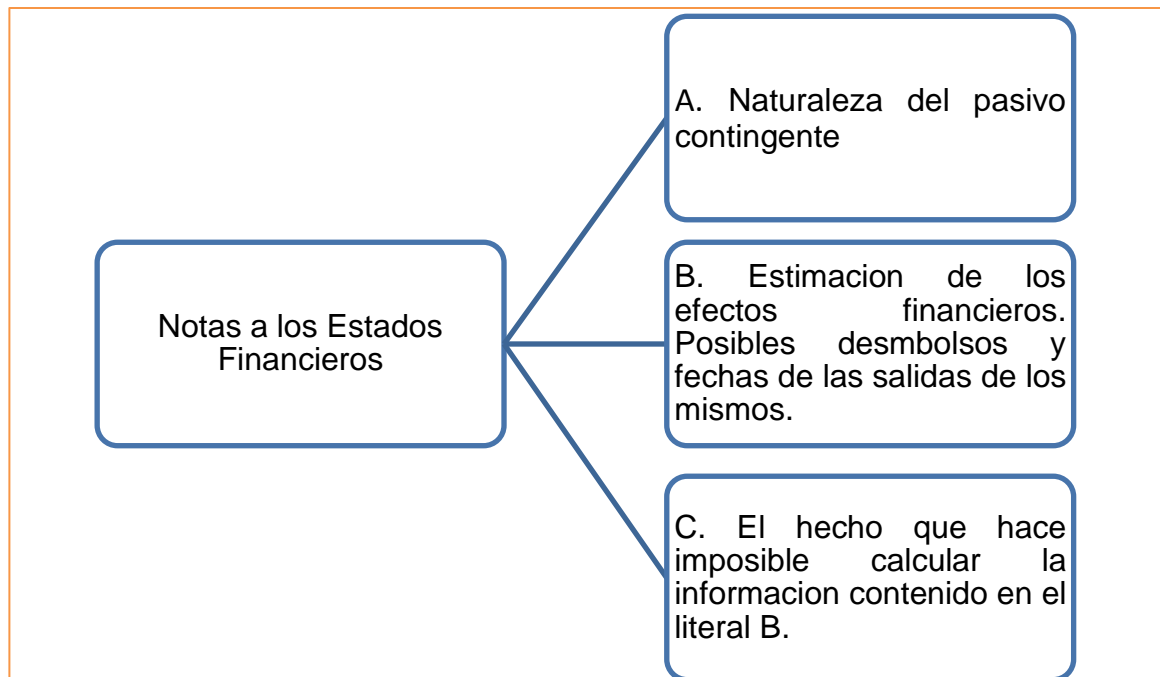 A. Naturaleza del pasivo
contingente
Notas a los Estados
Financieros
B. Estimacion de los
efectos financieros.
Posibles desmbolsos y
fechas de las salidas de los
mismos.
C. El hecho que hace
imposible calcular la
informacion contenido en el
literal B.